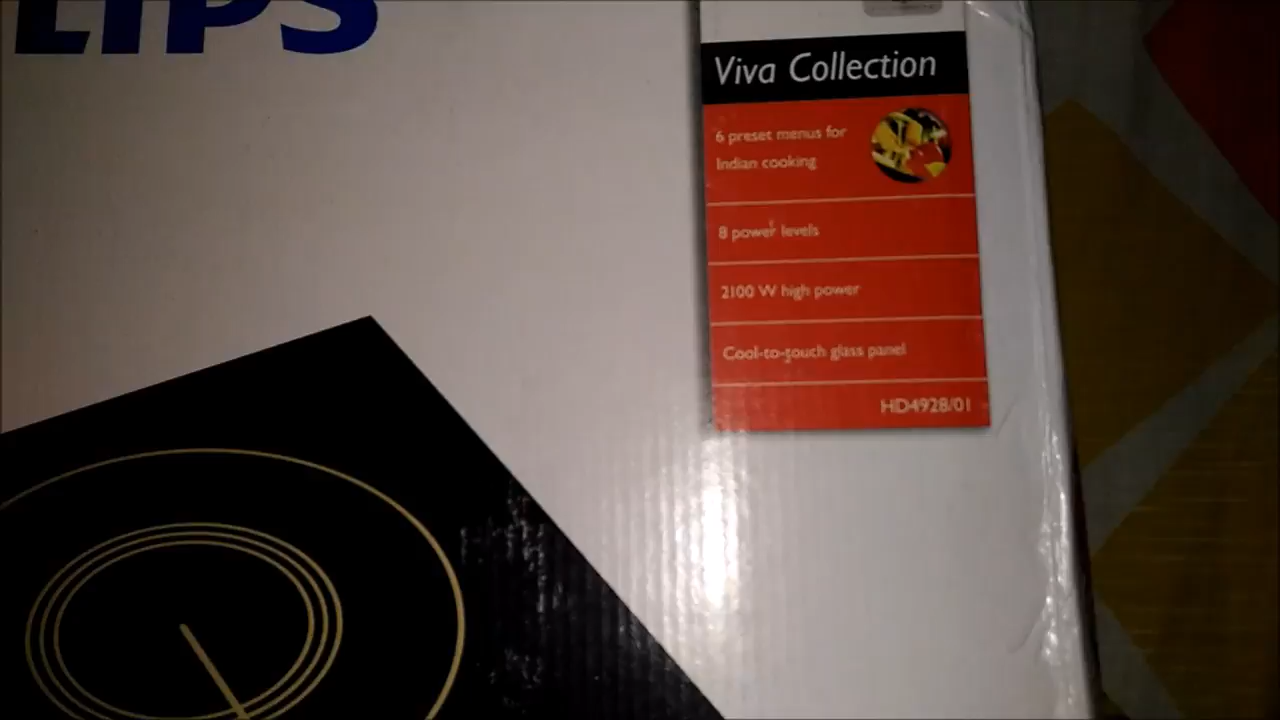 LIPS
Viva Collection
6 preset menus for
Indian cooking
8 power levels
2100 W high power
Cool-to-touch glass panel
HD4928/01